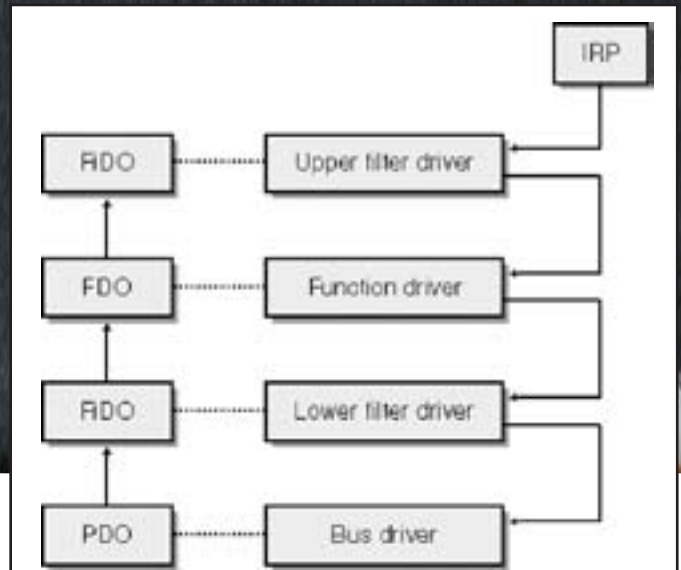 IRP
FiDO
Upper filter driver
FDO
Function driver
FiDO
Lower filter driver
PDO
Bus driver